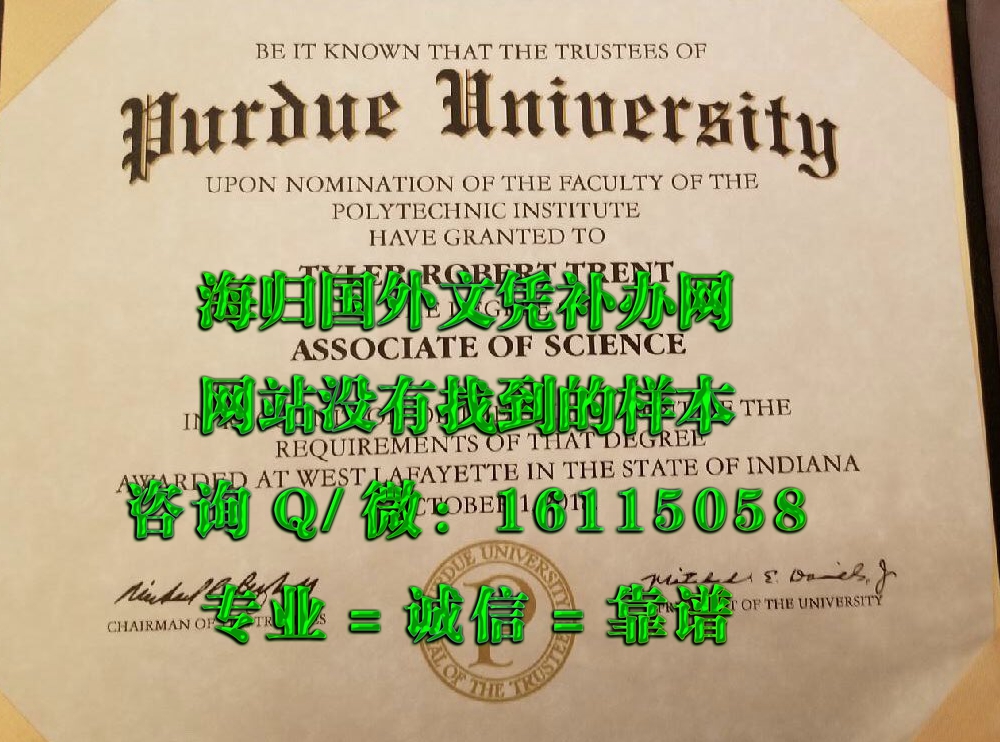 BE IT KNOWN THAT THE TRUSTEES OF
Purdue University
UPON NOMINATION OF THE FACULTY OF THE
POLYTECHNIC INSTITUTE
HAVE GRANTED TO
TYLER ROBERT TRENT
海归国外文凭补办网
ASSOCIATE OF SCIENCE
网站没有找到的样本
THE
REQUIREMENTS OF THAT DEGREE
AWARDED AT WEST LAFAYETTE IN THE STATE OF INDIANA
咨询 Q/微：16115058
PURDUE UNIVERSITY
P
SEAL OF THE TRUSTEES
CHAIRMAN OF
OF THE UNIVERSITY
专业 = 诚信 = 靠谱